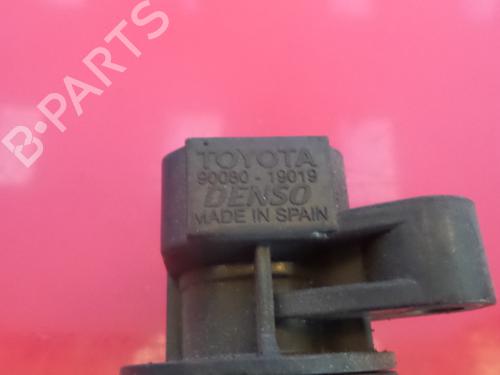 B-PARTS
TOYOTA
90080-19019
DENSO
MADE IN SPAIN